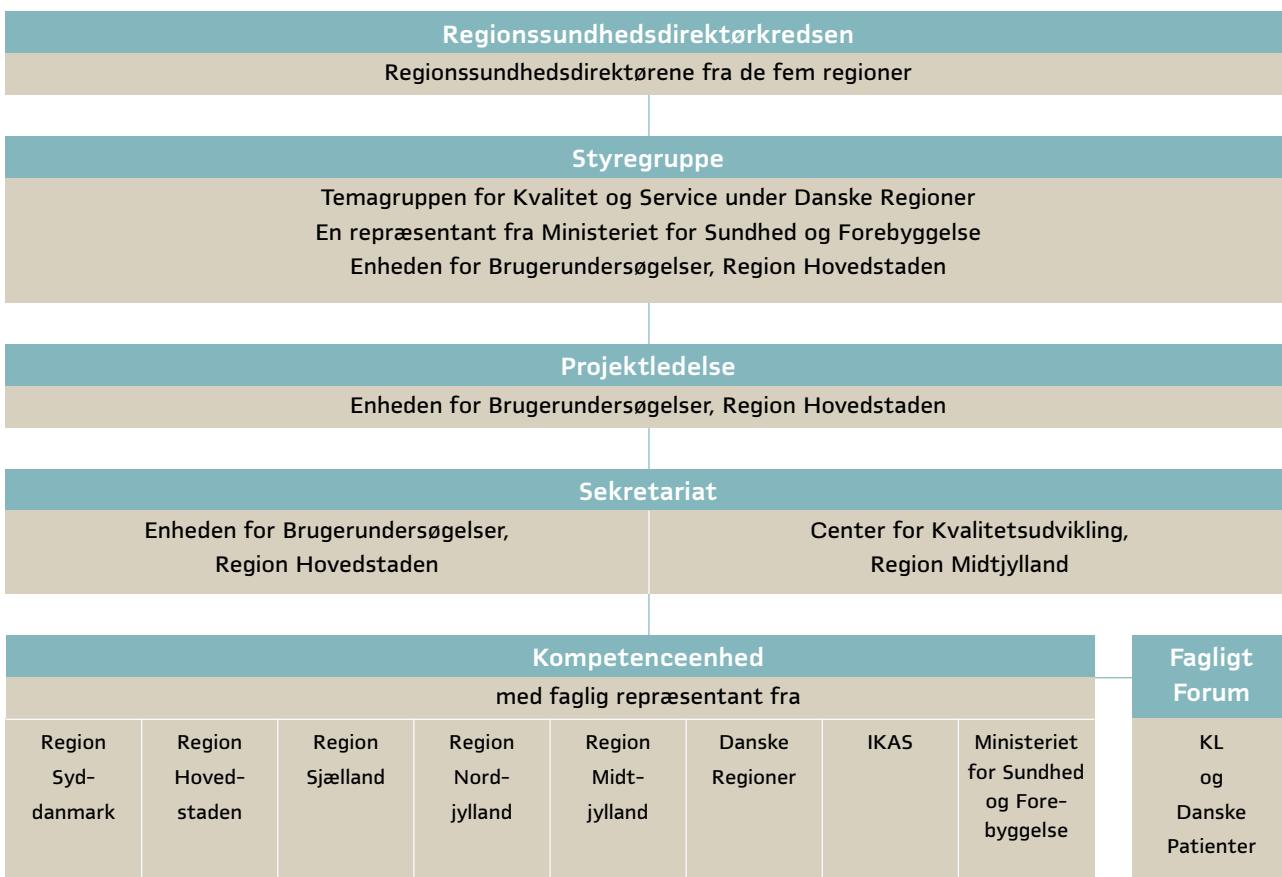 Regionssundhedsdirektørkredsen
Regionssundhedsdirektørene fra de fem regioner
Styregruppe
Temagruppen for Kvalitet og Service under Danske Regioner
En repræsentant fra Ministeriet for Sundhed og Forebyggelse
Enheden for Brugerundersøgelser, Region Hovedstaden
Projektledelse
Enheden for Brugerundersøgelser, Region Hovedstaden
Sekretariat
Enheden for Brugerundersøgelser,
Region Hovedstaden
Center for Kvalitetsudvikling,
Region Midtjylland
Kompetenceenhed
med faglig repræsentant fra
Region
Syd-
danmark
Region
Hoved-
staden
Region
Sjælland
Region
Nord-
jylland
Region
Midt-
jylland
Danske
Regioner
IKAS
Ministeriet
for Sundhed
og Fore-
byggelse
Fagligt
Forum
KL
og
Danske
Patienter